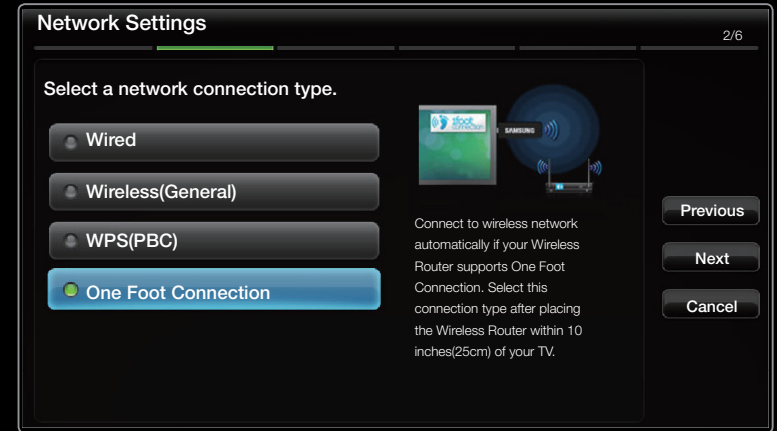 Network Settings
2/6
Select a network connection type.
Wired
Wireless(General)
WPS(PBC)
One Foot Connection
1foot
connection
SAMSUNG
Connect to wireless network
automatically if your Wireless
Router supports One Foot
Connection. Select this
connection type after placing
the Wireless Router within 10
inches(25cm) of your TV.
Previous
Next
Cancel